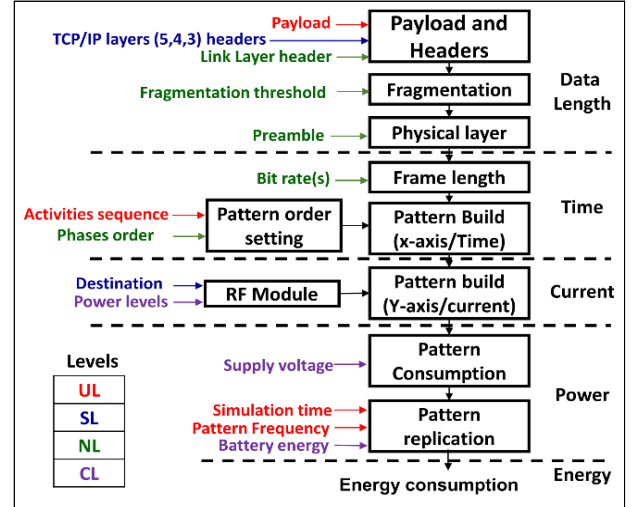 Payload
TCP/IP layers (5,4,3) headers
Link Layer header
Payload and
Headers
Fragmentation threshold
Fragmentation
Data
Length
Preamble
Physical layer
Bit rate(s)
Frame length
Activities sequence
Phases order
Pattern order
setting
Pattern Build
(x-axis/Time)
Time
Destination
Power levels
RF Module
Pattern build
(Y-axis/current)
Current
Supply voltage
Pattern
Consumption
Power
Simulation time
Pattern Frequency
Battery energy
Pattern
replication
Energy consumption
Energy
Levels
UL
SL
NL
CL